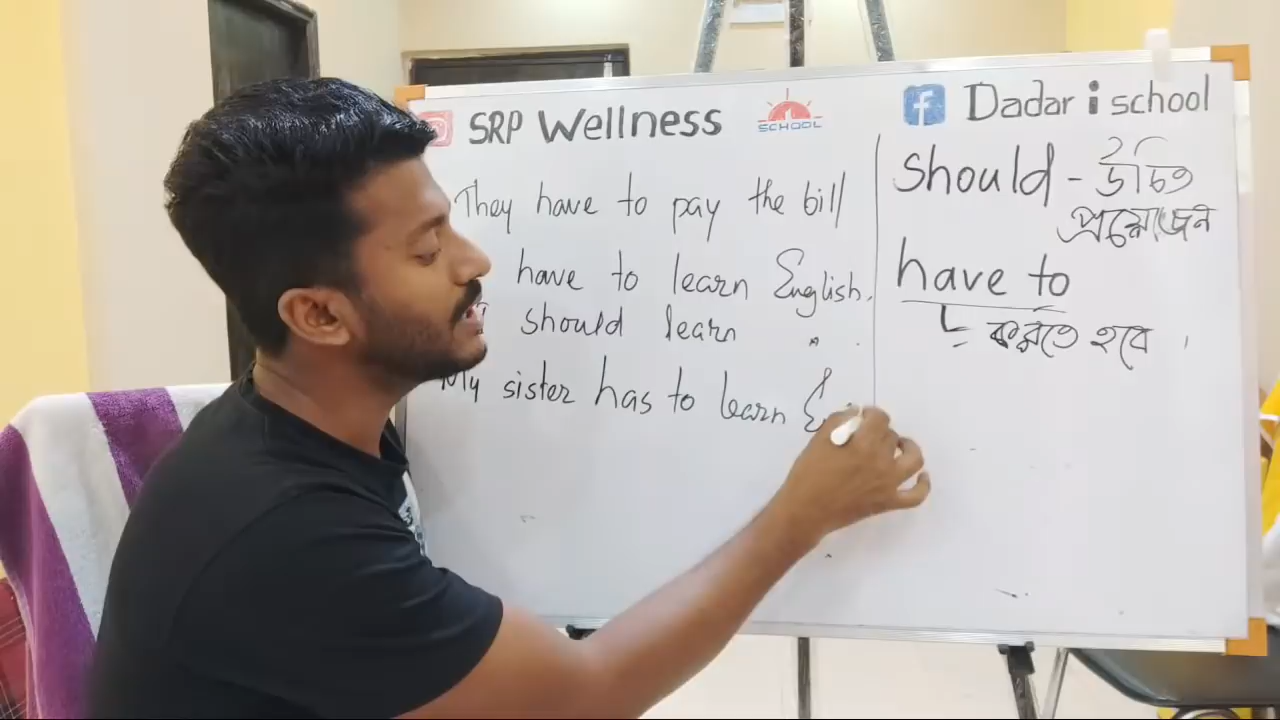 SRP Wellness
SCHOOL
Dadar i school
They have to pay the bill
have to learn English.
should learn " .
My sister has to learn
should - উচিত
প্রয়োজন
have to
করতে হবে ।